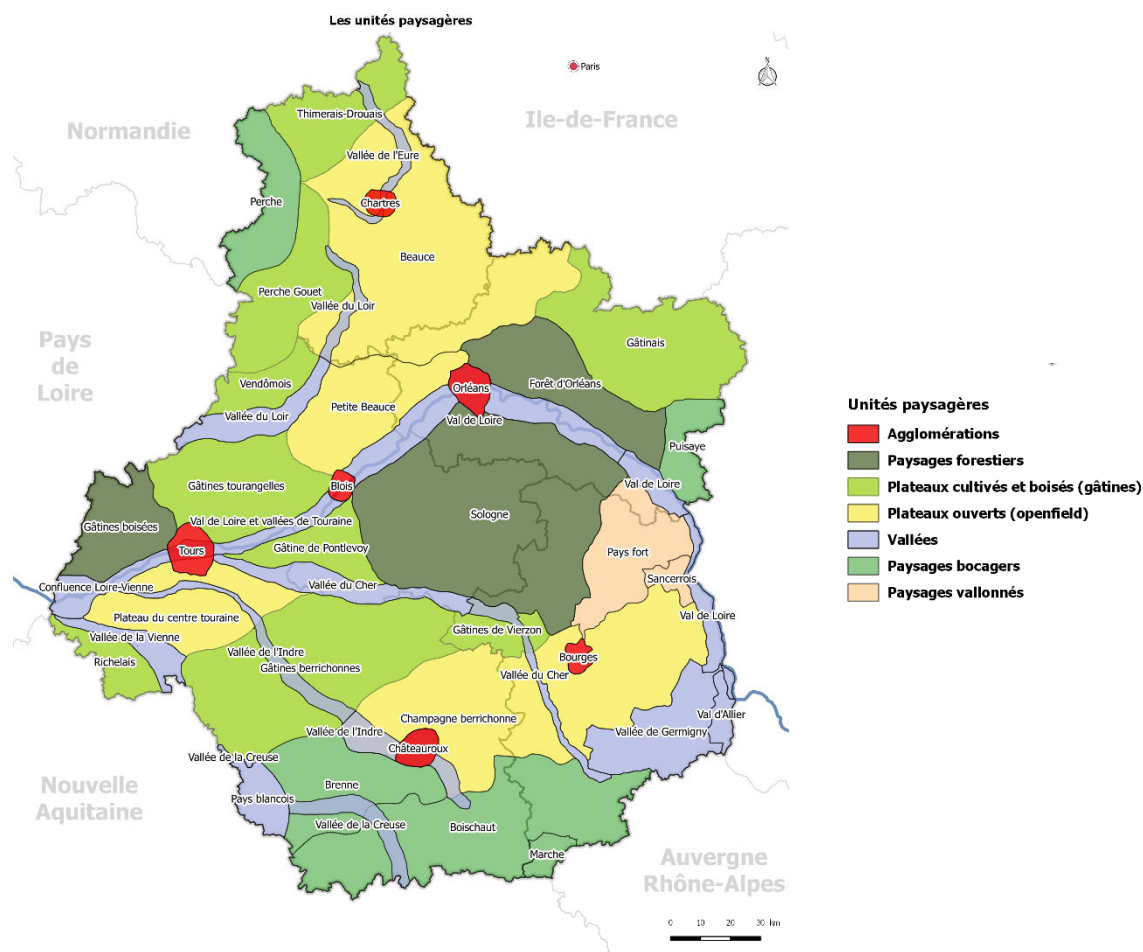 Les unités paysagères
Paris
N
Normandie
Ile-de-France
Thimerais-Drouais
Vallée de l'Eure
Perche
Chartres
Beauce
Perche Gouet
Vallée du Loir
Pays
de
Loire
Gâtinais
Vendômois
Orléans
Forêt d'Orléans
Petite Beauce
Vallée du Loir
Val de Loire
Puisaye
Gâtines tourangelles
Blois
Val de Loire
Sologne
Val de Loire et vallées de Touraine
Gâtines boisées
Tours
Gâtine de Pontlevoy
Pays fort
Sancerrois
Confluence Loire-Vienne
Vallée du Cher
Val de Loire
Plateau du centre touraine
Gâtines de Vierzon
Vallée de la Vienne
Vallée de l'Indre
Bourges
Richelais
Gâtines berrichonnes
Vallée du Cher
Val d'Allier
Champagne berrichonne
Vallée de l'Indre
Vallée de Germigny
Châteauroux
Vallée de la Creuse
Brenne
Pays blancois
Nouvelle
Aquitaine
Vallée de la Creuse
Boischaut
Marche
Auvergne
Rhône-Alpes
0 10 20 30 km
Unités paysagères
Agglomérations
Paysages forestiers
Plateaux cultivés et boisés (gâtines)
Plateaux ouverts (openfield)
Vallées
Paysages bocagers
Paysages vallonnés